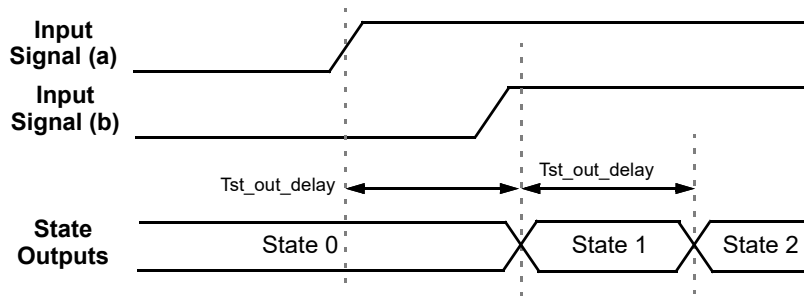 Input
Signal (a)
Input
Signal (b)
Tst_out_delay
Tst_out_delay
State
Outputs
State 0
State 1
State 2